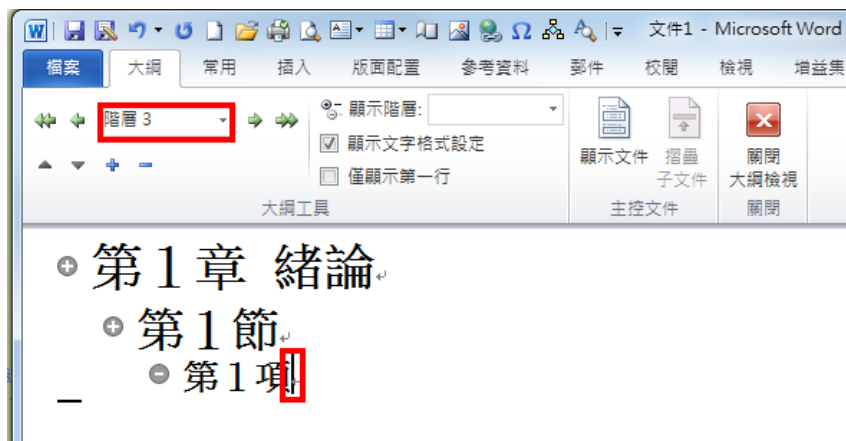 文件1 - Microsoft Word
檔案 大綱 常用 插入 版面配置 參考資料 郵件 校閱 檢視 增益集
階層 3
顯示階層:
顯示文字格式設定
僅顯示第一行
大綱工具
顯示文件
摺疊
子文件
主控文件
關閉
大綱檢視
關閉
第1章 緒論
第1節
第1項